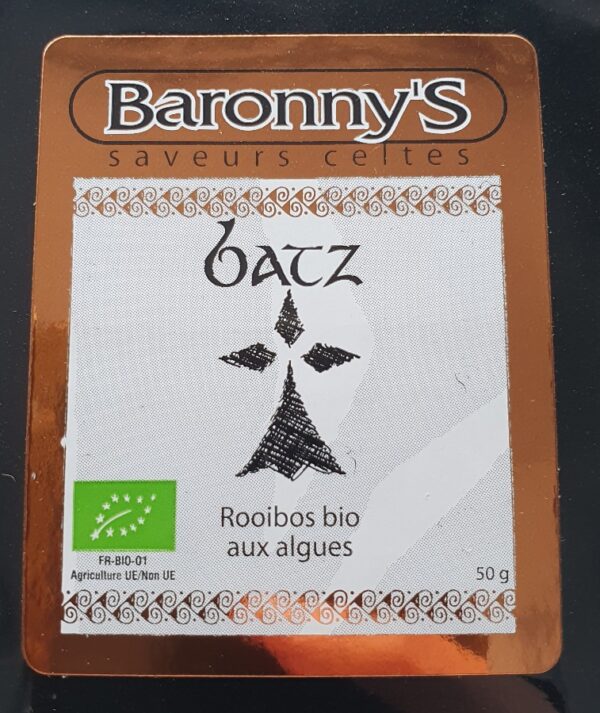 Baronny'S
saveurs celtes
batz
Rooibos bio
aux algues
FR-BIO-01
Agriculture UE/Non UE
50 g